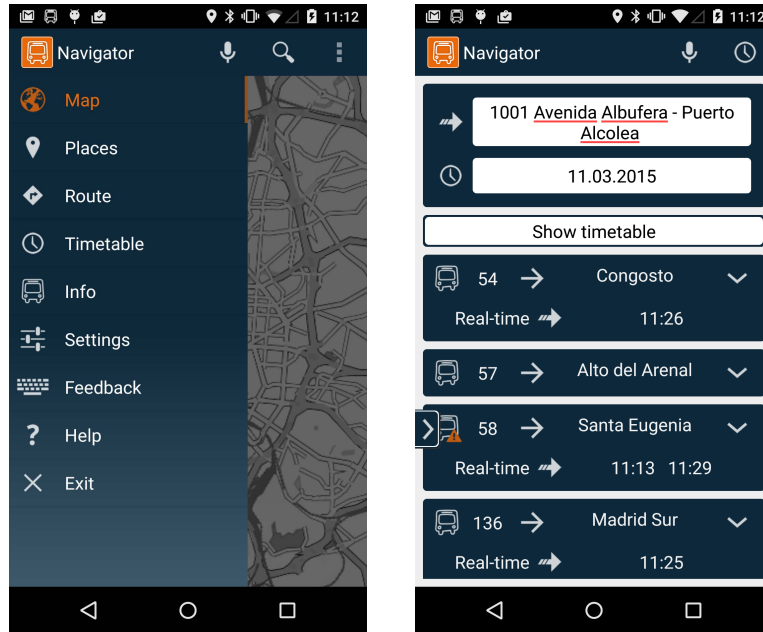 11:12
Navigator
Map
Places
Route
Timetable
Info
Settings
Feedback
Help
Exit
11:12
Navigator
1001 Avenida Albufera - Puerto
Alcolea
11.03.2015
Show timetable
54 Congosto
Real-time 11:26
57 Alto del Arenal
58 Santa Eugenia
Real-time 11:13 11:29
136 Madrid Sur
Real-time 11:25